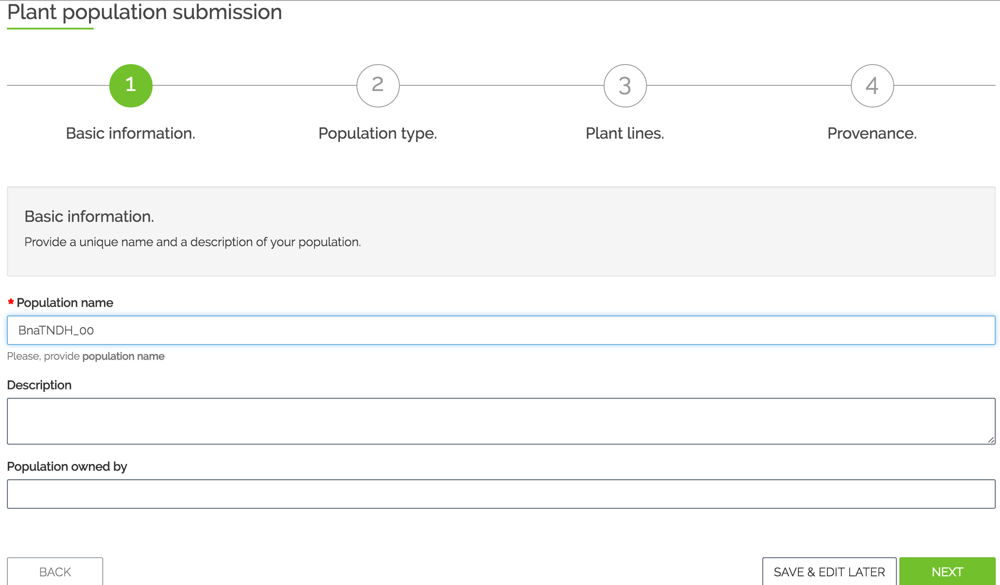 Plant population submission
1
2
3
4
Basic information.
Population type.
Plant lines.
Provenance.
Basic information.
Provide a unique name and a description of your population.
* Population name
BnaTNDH_00
Please, provide population name
Description
Population owned by
BACK
SAVE & EDIT LATER
NEXT